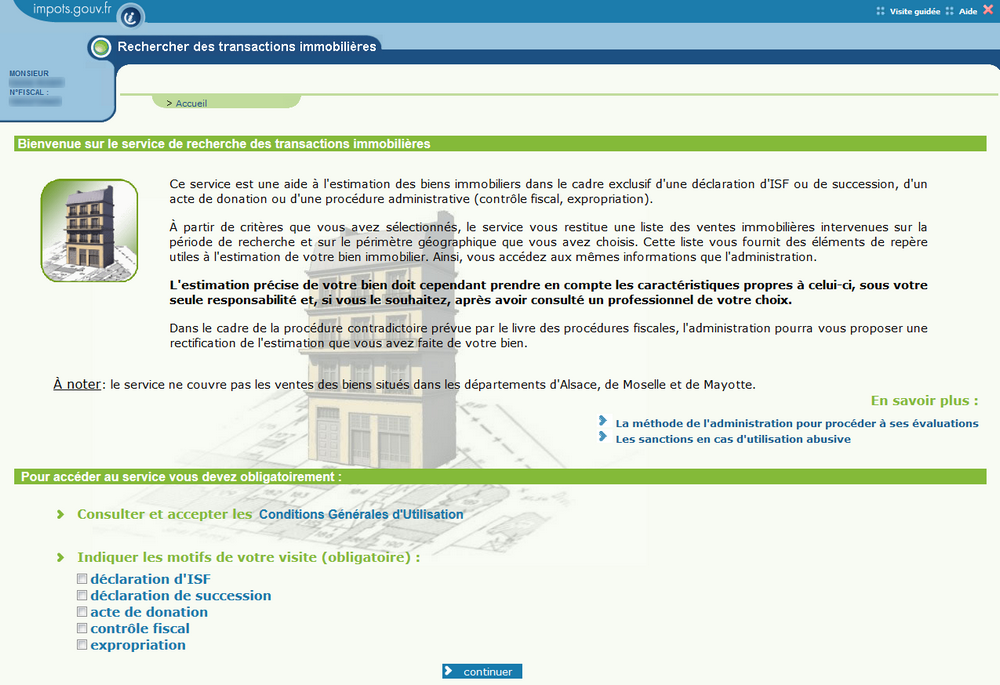 impots.gouv.fr
Visite guidée Aide
Rechercher des transactions immobilières
MONSIEUR
N°FISCAL :
> Accueil
Bienvenue sur le service de recherche des transactions immobilières
Ce service est une aide à l'estimation des biens immobiliers dans le cadre exclusif d'une déclaration d'ISF ou de succession, d'un
acte de donation ou d'une procédure administrative (contrôle fiscal, expropriation).
À partir de critères que vous avez sélectionnés, le service vous restitue une liste des ventes immobilières intervenues sur la
période de recherche et sur le périmètre géographique que vous avez choisis. Cette liste vous fournit des éléments de repère
utiles à l'estimation de votre bien immobilier. Ainsi, vous accédez aux mêmes informations que l'administration.
L'estimation précise de votre bien doit cependant prendre en compte les caractéristiques propres à celui-ci, sous votre
seule responsabilité et, si vous le souhaitez, après avoir consulté un professionnel de votre choix.
Dans le cadre de la procédure contradictoire prévue par le livre des procédures fiscales, l'administration pourra vous proposer une
rectification de l'estimation que vous avez faite de votre bien.
À noter: le service ne couvre pas les ventes des biens situés dans les départements d'Alsace, de Moselle et de Mayotte.
En savoir plus :
La méthode de l'administration pour procéder à ses évaluations
Les sanctions en cas d'utilisation abusive
Pour accéder au service vous devez obligatoirement :
Consulter et accepter les Conditions Générales d'Utilisation
Indiquer les motifs de votre visite (obligatoire) :
déclaration d'ISF
déclaration de succession
acte de donation
contrôle fiscal
expropriation
continuer